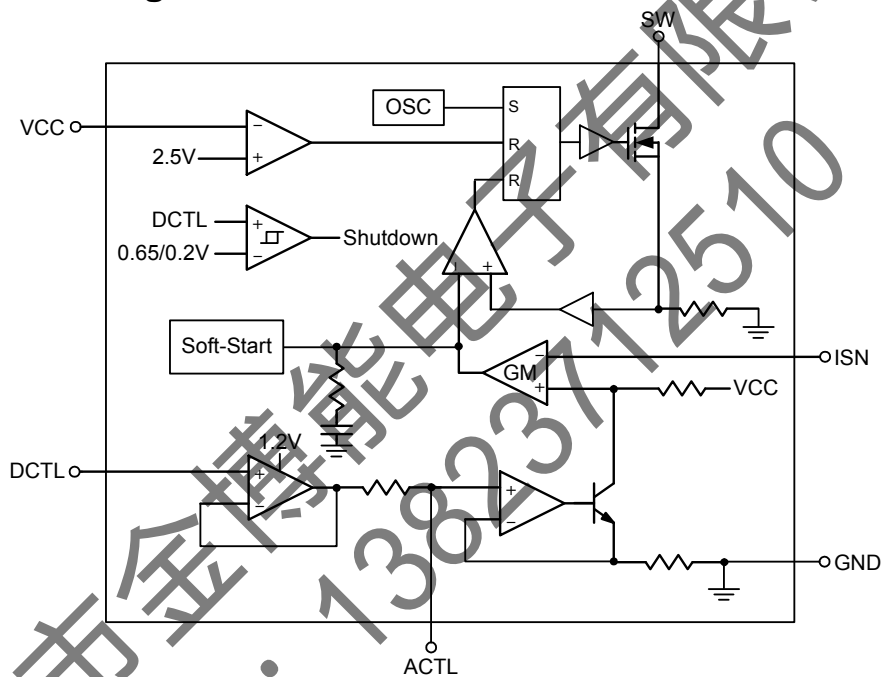 SW
OSC
S
R
R
VCC
−
+
2.5V
DCTL
+
−
0.65/0.2V
Shutdown
−
+
Soft-Start
GM
−
+
ISN
VCC
1.2V
DCTL
+
−
+
−
GND
ACTL
市金博能电子有限
：13823712510